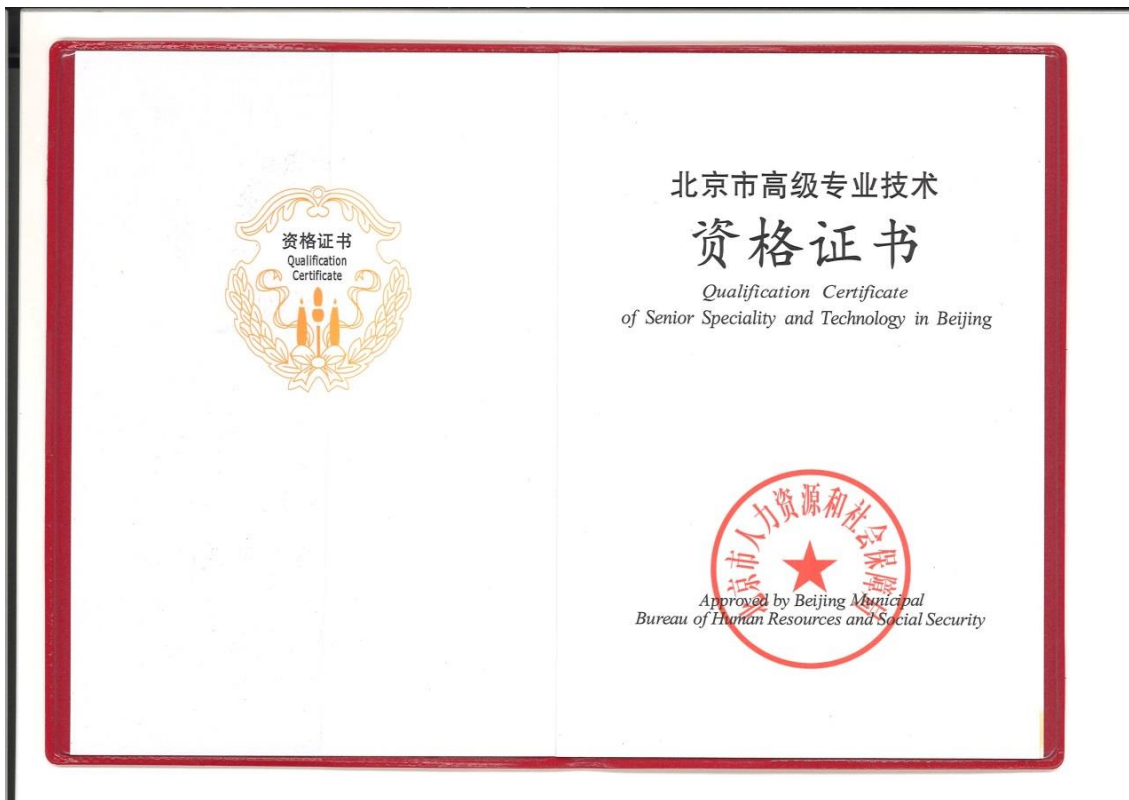 资格证书
Qualification
Certificate
北京市高级专业技术
资格证书
Qualification Certificate
of Senior Speciality and Technology in Beijing
北京市人力资源和社会保障局
Approved by Beijing Municipal
Bureau of Human Resources and Social Security